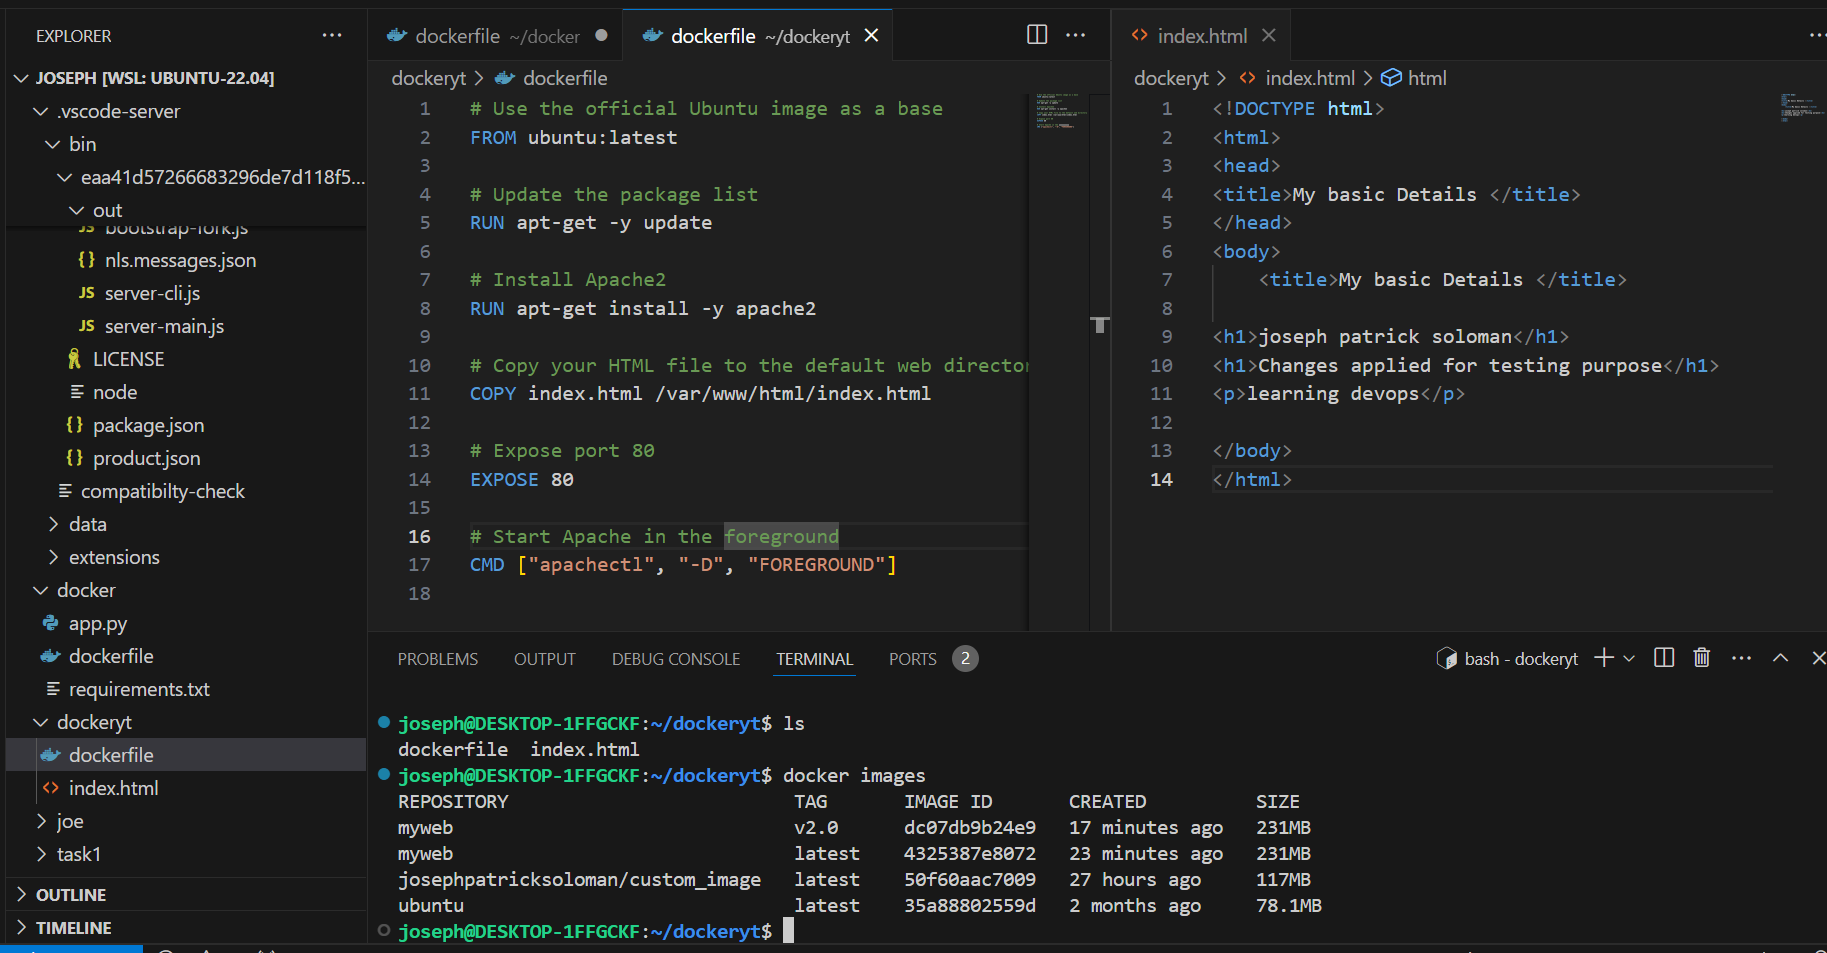 EXPLORER
JOSEPH [WSL: UBUNTU-22.04]
.vscode-server
bin
eaa41d57266683296de7d118f5...
out
bootstrap-fork.js
nls.messages.json
server-cli.js
server-main.js
LICENSE
node
package.json
product.json
compatibilty-check
data
extensions
docker
app.py
dockerfile
requirements.txt
dockeryt
dockerfile
index.html
joe
task1
OUTLINE
TIMELINE
dockerfile ~/docker
dockerfile ~/dockeryt
dockeryt > dockerfile
1 # Use the official Ubuntu image as a base
2 FROM ubuntu:latest
3
4 # Update the package list
5 RUN apt-get -y update
6
7 # Install Apache2
8 RUN apt-get install -y apache2
9
10 # Copy your HTML file to the default web director
11 COPY index.html /var/www/html/index.html
12
13 # Expose port 80
14 EXPOSE 80
15
16 # Start Apache in the foreground
17 CMD ["apachectl", "-D", "FOREGROUND"]
18
index.html
dockeryt > index.html > html
1 <!DOCTYPE html>
2 <html>
3 <head>
4 <title>My basic Details </title>
5 </head>
6 <body>
7 <title>My basic Details </title>
8
9 <h1>joseph patrick soloman</h1>
10 <h1>Changes applied for testing purpose</h1>
11 <p>learning devops</p>
12
13 </body>
14 </html>
PROBLEMS OUTPUT DEBUG CONSOLE TERMINAL PORTS 2
bash - dockeryt
joseph@DESKTOP-1FFGCKF:~/dockeryt$ ls
dockerfile index.html
joseph@DESKTOP-1FFGCKF:~/dockeryt$ docker images
REPOSITORY TAG IMAGE ID CREATED SIZE
myweb v2.0 dc07db9b24e9 17 minutes ago 231MB
myweb latest 4325387e8072 23 minutes ago 231MB
josephpatricksoloman/custom_image latest 50f60aac7009 27 hours ago 117MB
ubuntu latest 35a88802559d 2 months ago 78.1MB
joseph@DESKTOP-1FFGCKF:~/dockeryt$